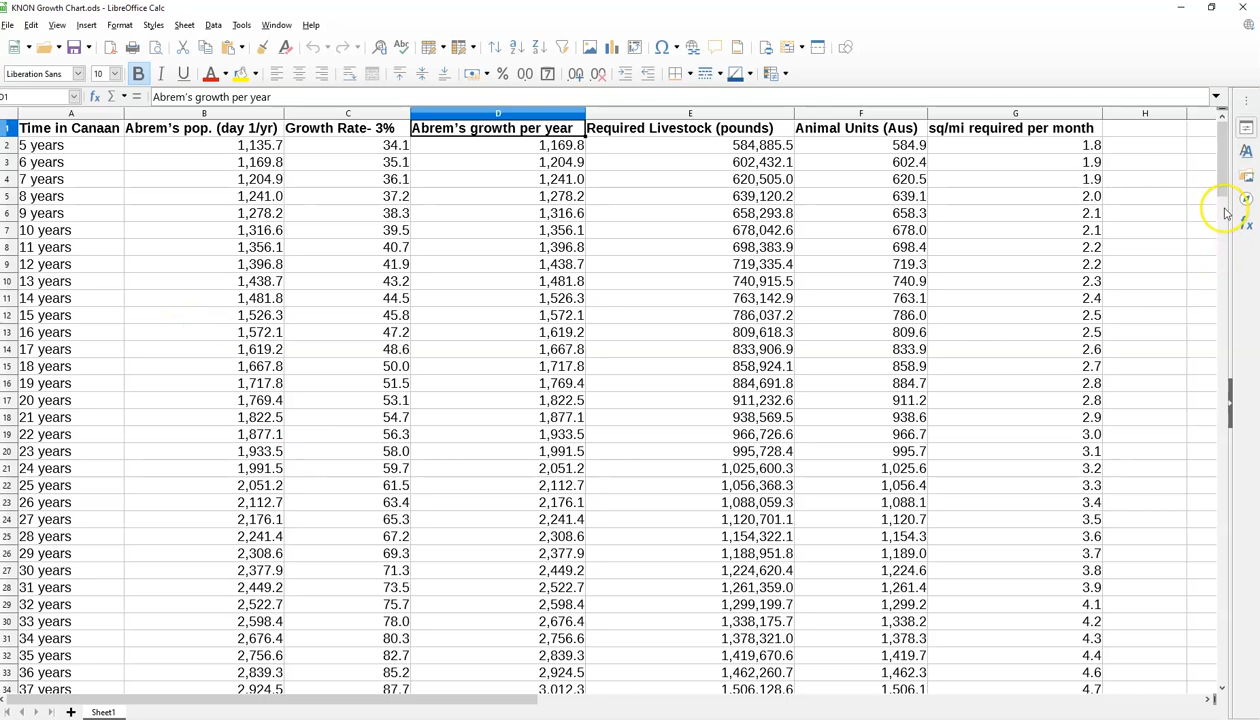 KNON Growth Chart.ods - LibreOffice Calc
File Edit View Insert Format Styles Sheet Data Tools Window Help
Liberation Sans 10
D1 Abrem's growth per year
A B C D E F G H
1 Time in Canaan Abrem's pop. (day 1/yr) Growth Rate- 3% Abrem's growth per year Required Livestock (pounds) Animal Units (Aus) sq/mi required per month
2 5 years 1,135.7 34.1 1,169.8 584,885.5 584.9 1.8
3 6 years 1,169.8 35.1 1,204.9 602,432.1 602.4 1.9
4 7 years 1,204.9 36.1 1,241.0 620,505.0 620.5 1.9
5 8 years 1,241.0 37.2 1,278.2 639,120.2 639.1 2.0
6 9 years 1,278.2 38.3 1,316.6 658,293.8 658.3 2.1
7 10 years 1,316.6 39.5 1,356.1 678,042.6 678.0 2.1
8 11 years 1,356.1 40.7 1,396.8 698,383.9 698.4 2.2
9 12 years 1,396.8 41.9 1,438.7 719,335.4 719.3 2.2
10 13 years 1,438.7 43.2 1,481.8 740,915.5 740.9 2.3
11 14 years 1,481.8 44.5 1,526.3 763,142.9 763.1 2.4
12 15 years 1,526.3 45.8 1,572.1 786,037.2 786.0 2.5
13 16 years 1,572.1 47.2 1,619.2 809,618.3 809.6 2.5
14 17 years 1,619.2 48.6 1,667.8 833,906.9 833.9 2.6
15 18 years 1,667.8 50.0 1,717.8 858,924.1 858.9 2.7
16 19 years 1,717.8 51.5 1,769.4 884,691.8 884.7 2.8
17 20 years 1,769.4 53.1 1,822.5 911,232.6 911.2 2.8
18 21 years 1,822.5 54.7 1,877.1 938,569.5 938.6 2.9
19 22 years 1,877.1 56.3 1,933.5 966,726.6 966.7 3.0
20 23 years 1,933.5 58.0 1,991.5 995,728.4 995.7 3.1
21 24 years 1,991.5 59.7 2,051.2 1,025,600.3 1,025.6 3.2
22 25 years 2,051.2 61.5 2,112.7 1,056,368.3 1,056.4 3.3
23 26 years 2,112.7 63.4 2,176.1 1,088,059.3 1,088.1 3.4
24 27 years 2,176.1 65.3 2,241.4 1,120,701.1 1,120.7 3.5
25 28 years 2,241.4 67.2 2,308.6 1,154,322.1 1,154.3 3.6
26 29 years 2,308.6 69.3 2,377.9 1,188,951.8 1,189.0 3.7
27 30 years 2,377.9 71.3 2,449.2 1,224,620.4 1,224.6 3.8
28 31 years 2,449.2 73.5 2,522.7 1,261,359.0 1,261.4 3.9
29 32 years 2,522.7 75.7 2,598.4 1,299,199.7 1,299.2 4.1
30 33 years 2,598.4 78.0 2,676.4 1,338,175.7 1,338.2 4.2
31 34 years 2,676.4 80.3 2,756.6 1,378,321.0 1,378.3 4.3
32 35 years 2,756.6 82.7 2,839.3 1,419,670.6 1,419.7 4.4
33 36 years 2,839.3 85.2 2,924.5 1,462,260.7 1,462.3 4.6
34 37 years 2,924.5 87.7 3,012.3 1,506,128.6 1,506.1 4.7
Sheet1